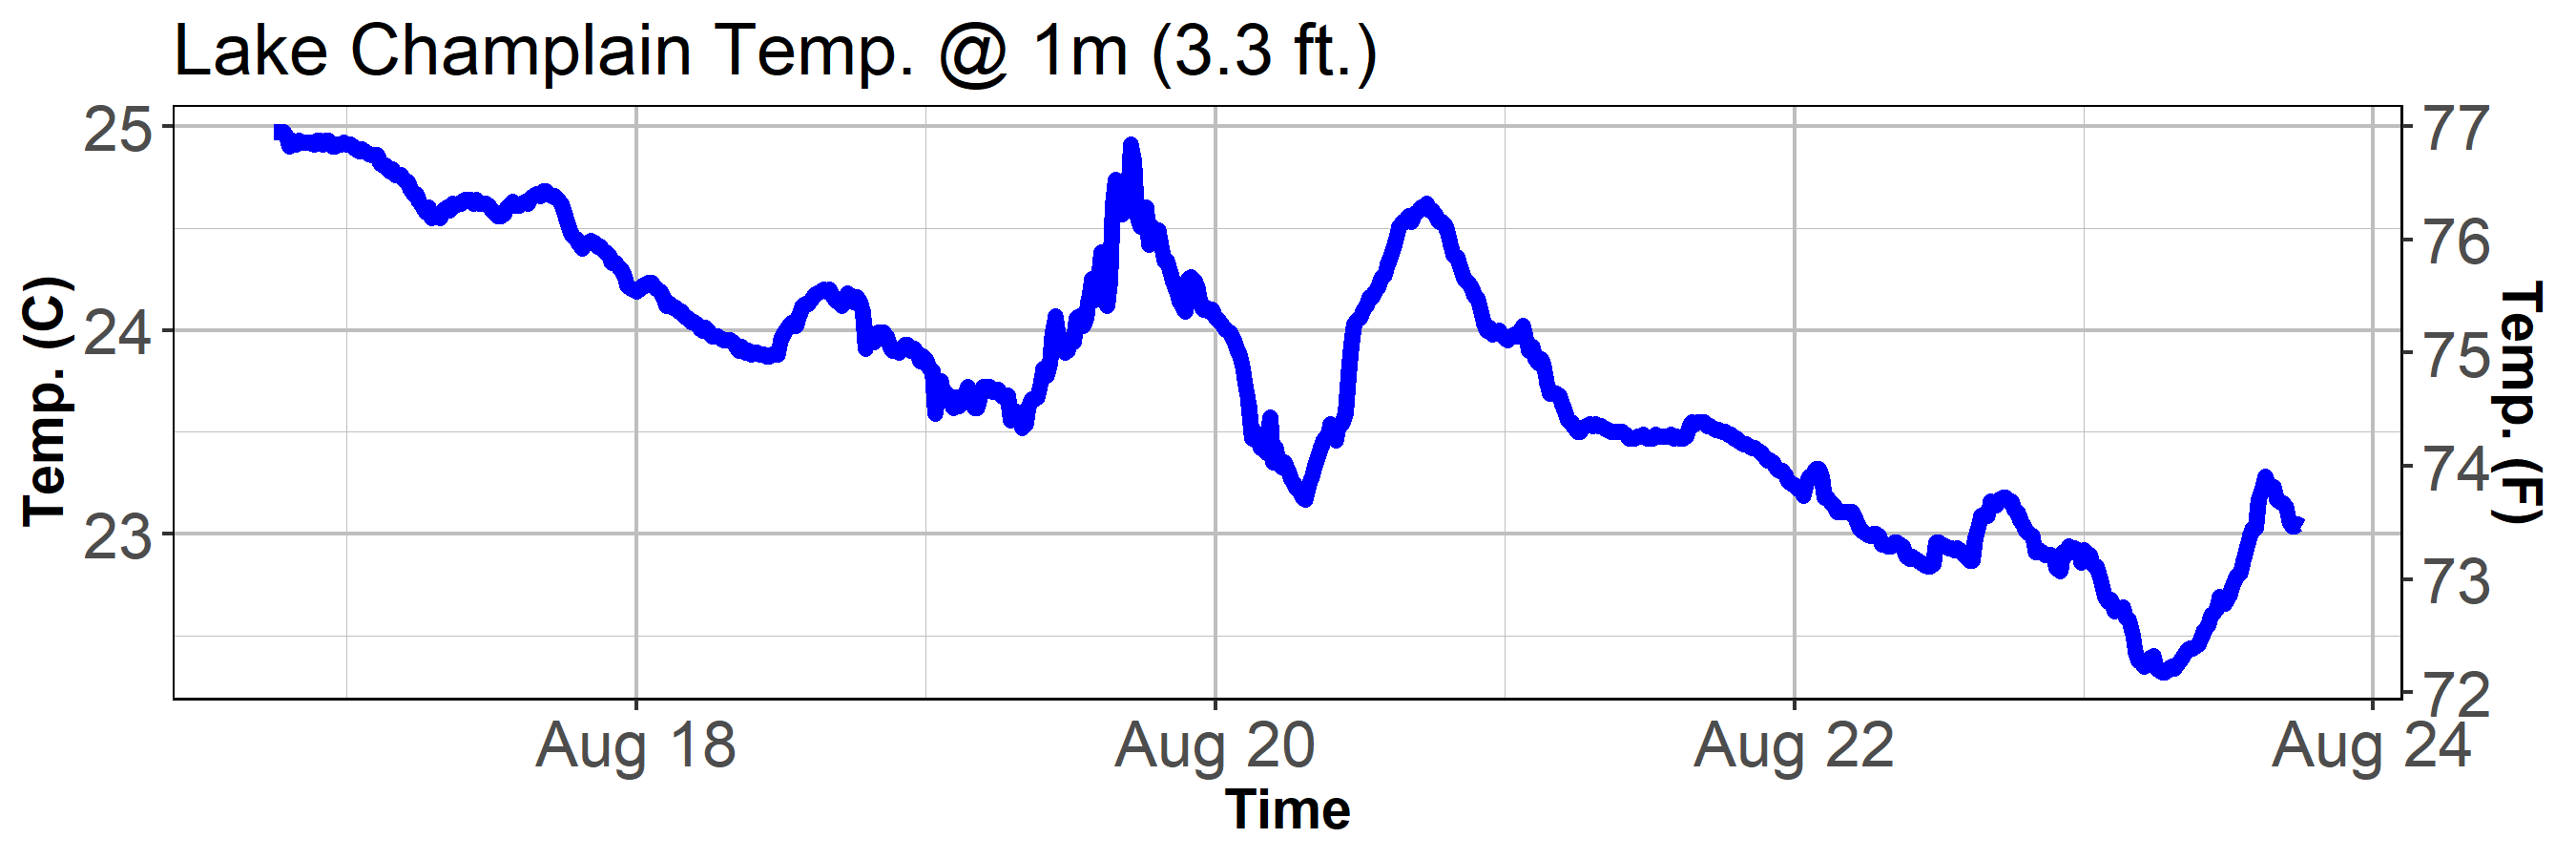 Lake Champlain Temp. @ 1m (3.3 ft.)
Temp. (C)
25
24
23
77
76
75
74
73
72
Temp. (F)
Aug 18
Aug 20
Aug 22
Aug 24
Time